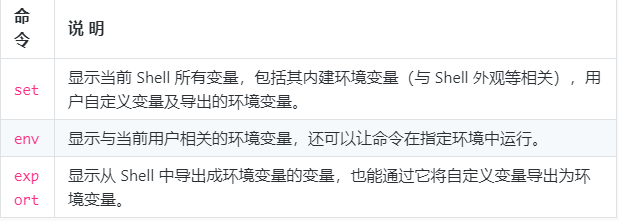 命令 说 明
set 显示当前 Shell 所有变量，包括其内建环境变量（与 Shell 外观等相关），用
户自定义变量及导出的环境变量。
env 显示与当前用户相关的环境变量，还可以让命令在指定环境中运行。
export 显示从 Shell 中导出成环境变量的变量，也能通过它将自定义变量导出为环
境变量。